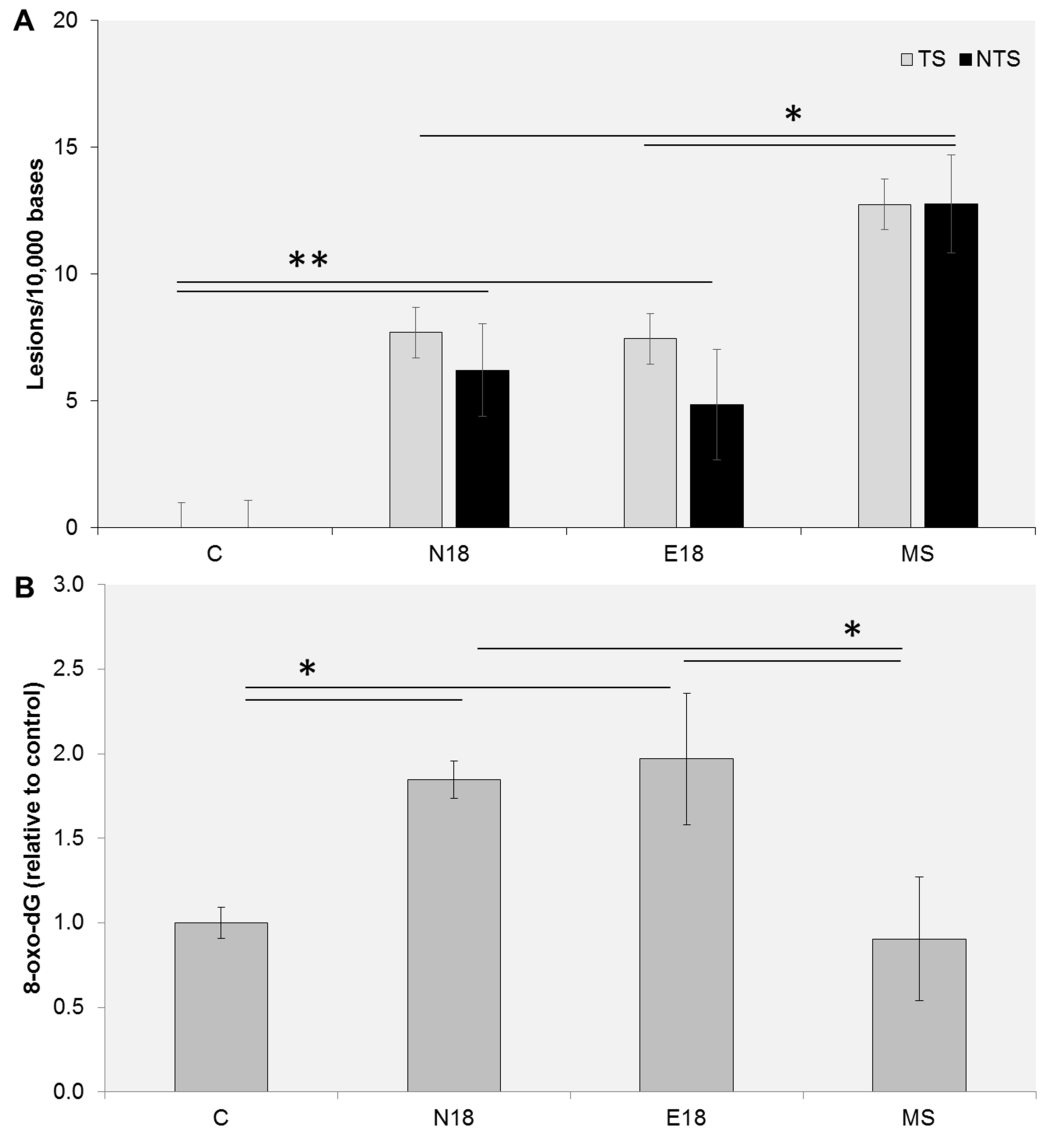 A
20
TS NTS
*
15
**
10
5
0
Lesions/10,000 bases
C N18 E18 MS
B
3.0
*
2.5
*
2.0
1.5
1.0
0.5
0.0
8-oxo-dG (relative to control)
C N18 E18 MS